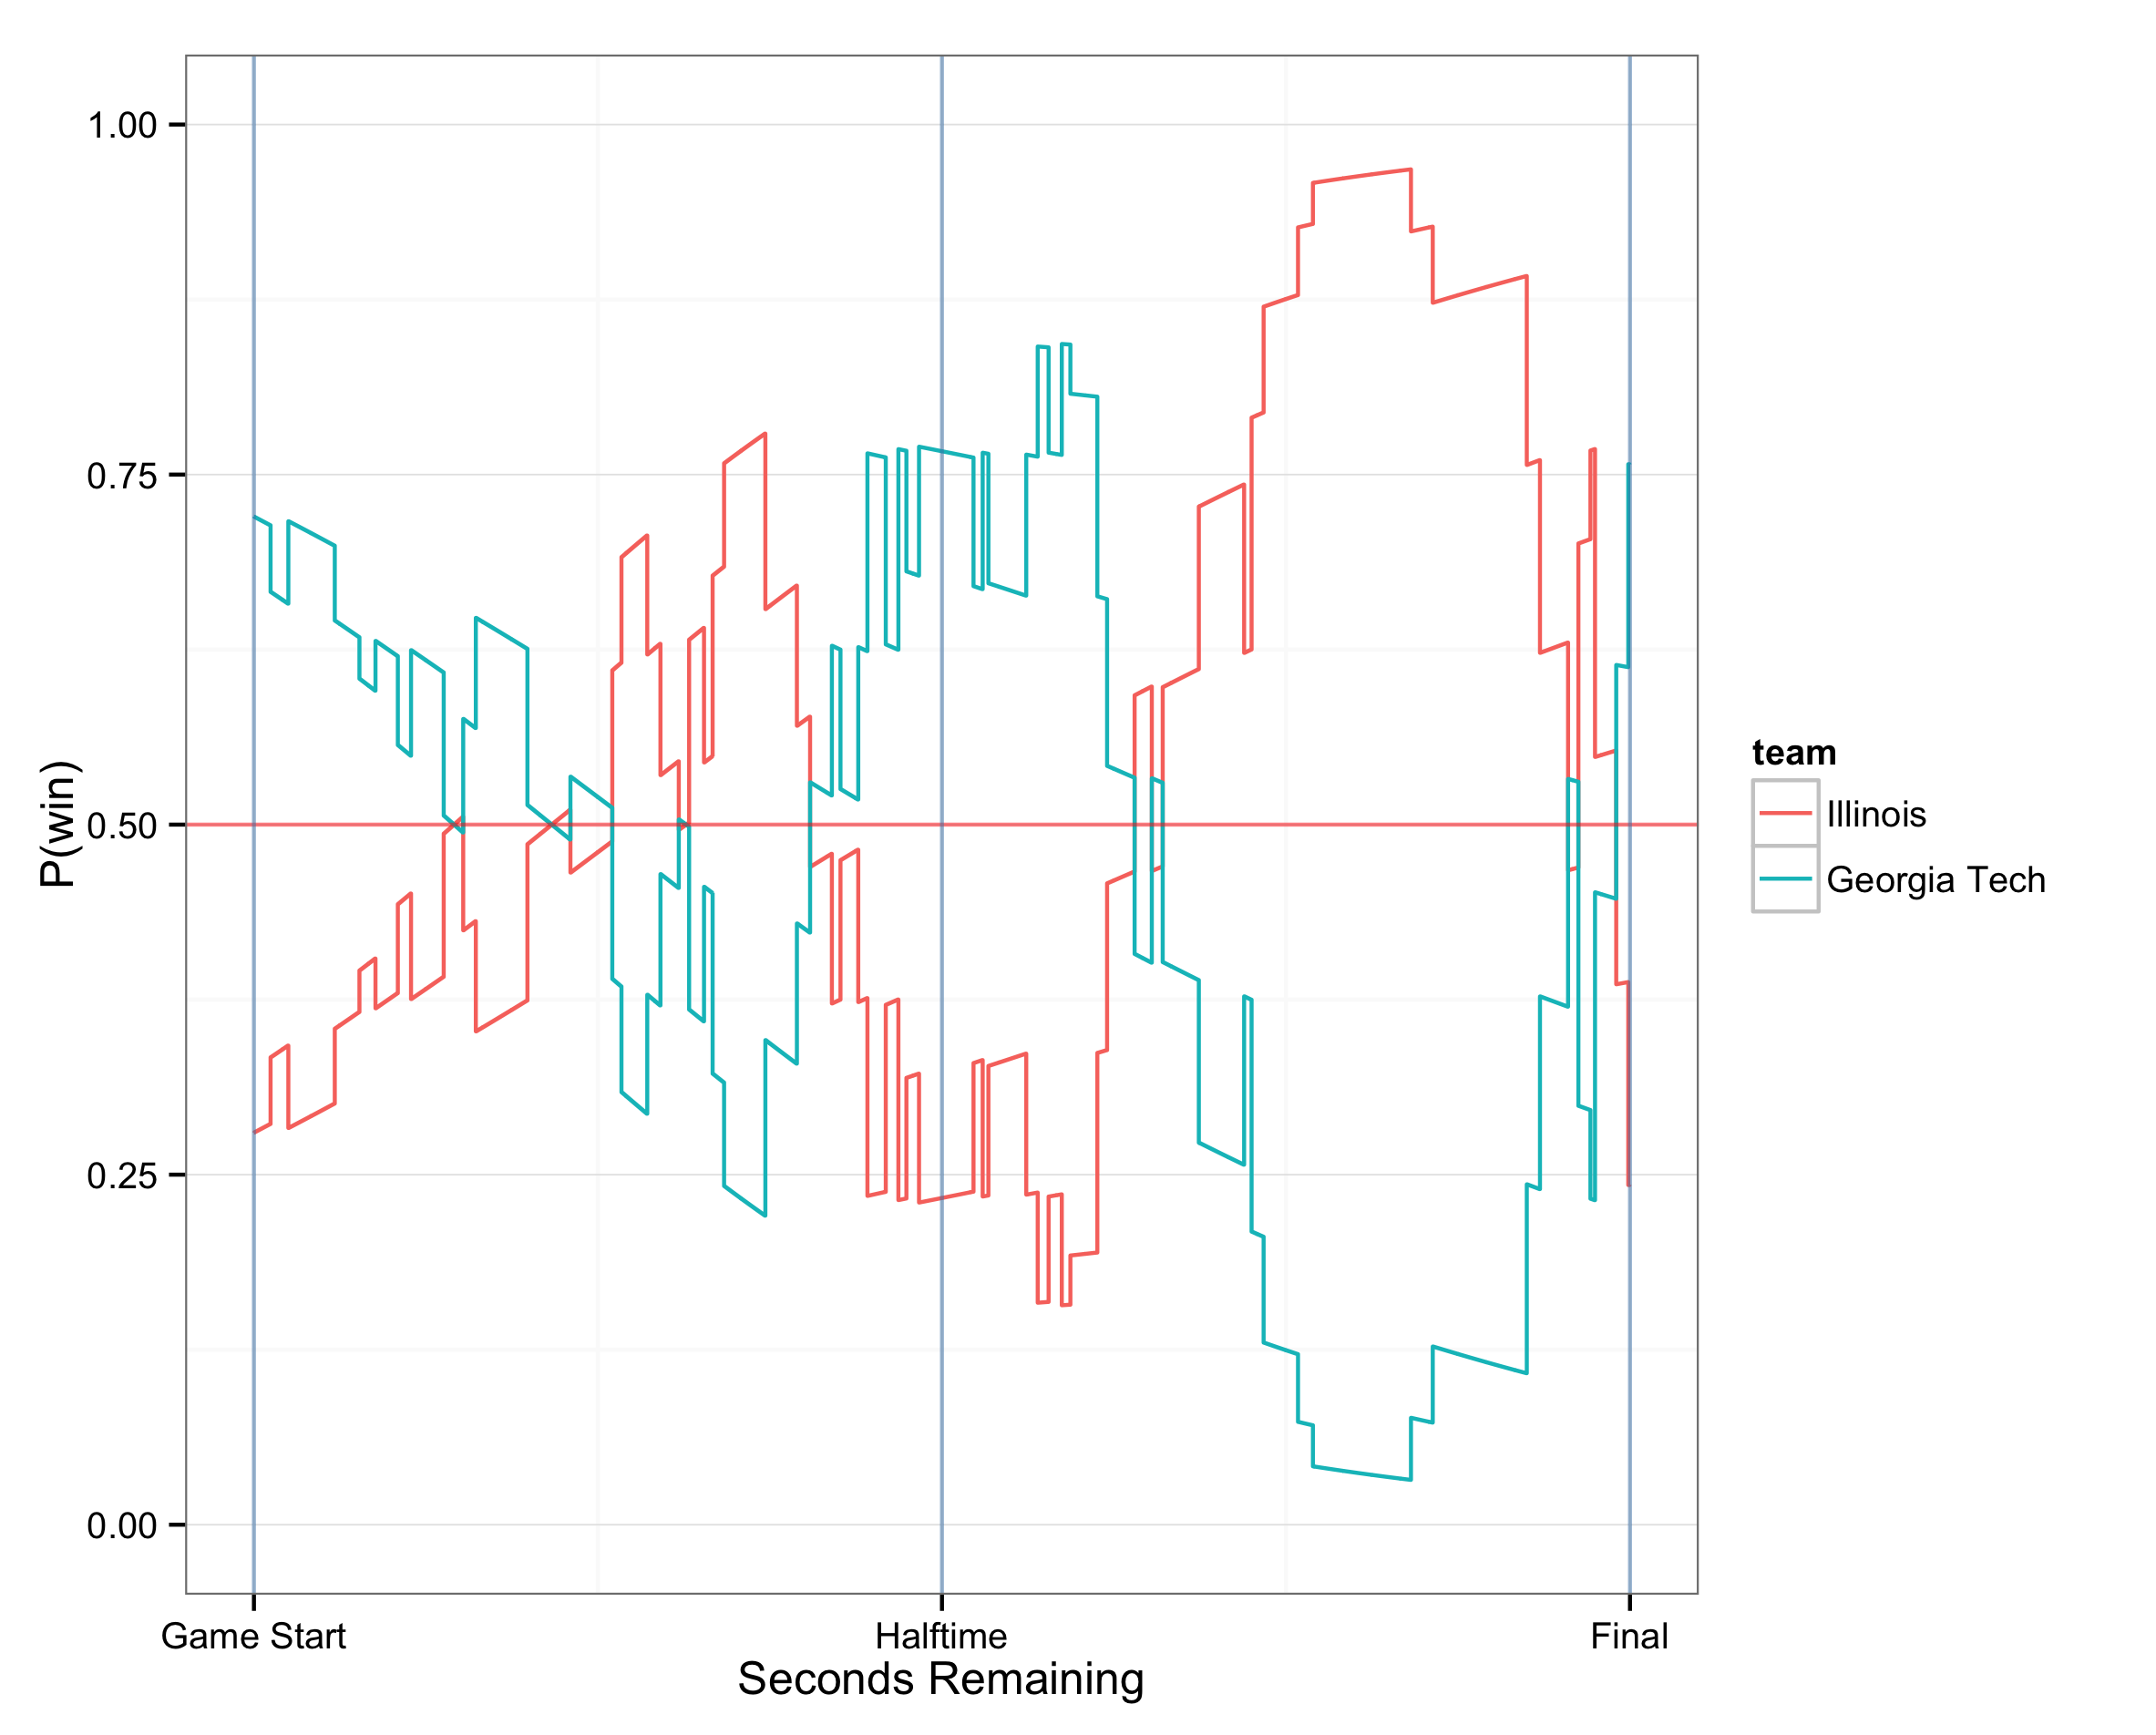 P(win)
1.00
0.75
0.50
0.25
0.00
Game Start
Halftime
Final
Seconds Remaining
team
Illinois
Georgia Tech